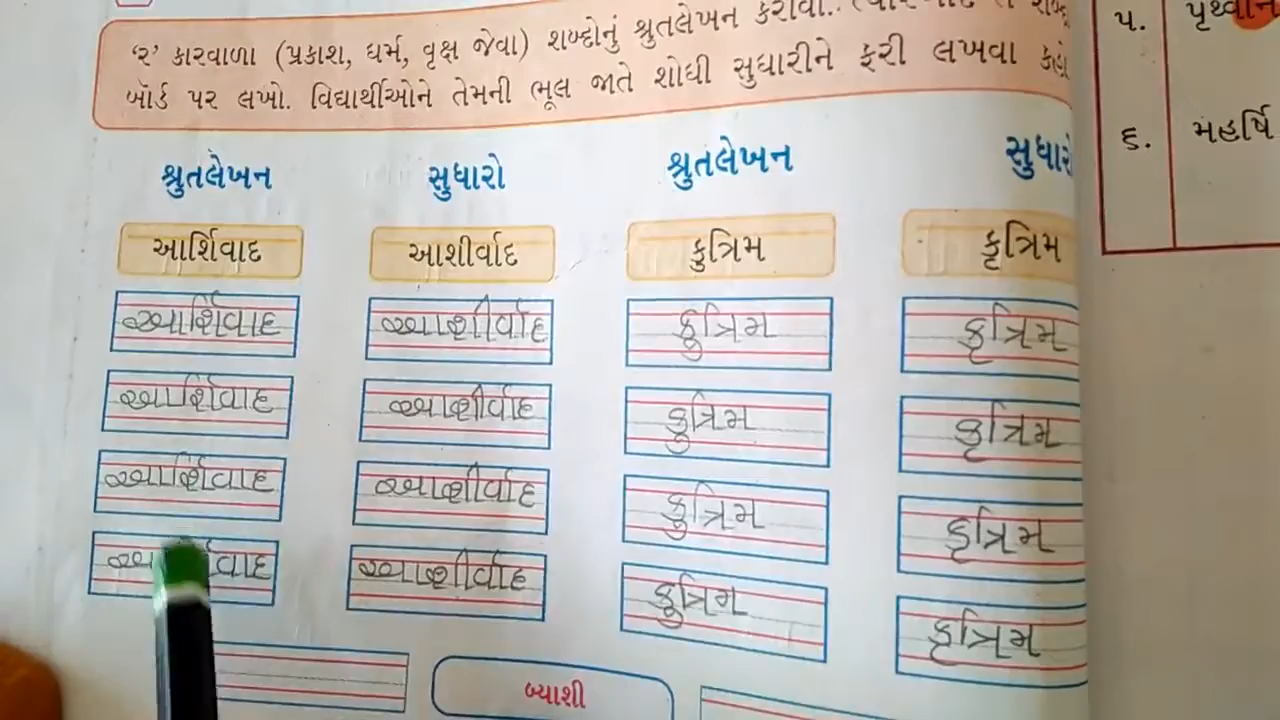 'ર' કારવાળા (પ્રકાશ, ધર્મ, વૃક્ષ જેવા) શબ્દોનું શ્રુતલેખન કરાવો.
બૉર્ડ પર લખો. વિદ્યાર્થીઓને તેમની ભૂલ જાતે શોધી સુધારીને ફરી લખવા કહો
શ્રુતલેખન સુધારો શ્રુતલેખન સુધારો
આર્શિવાદ આશીર્વાદ કુત્રિમ કૃત્રિમ
આર્શિવાદ આશીર્વાદ કુત્રિમ કૃત્રિમ
આર્શિવાદ આશીર્વાદ કુત્રિમ કૃત્રિમ
આર્શિવાદ આશીર્વાદ કુત્રિમ કૃત્રિમ
આશીર્વાદ કુત્રિમ કૃત્રિમ
બ્યાશી
૫.
૬. મહર્ષિ